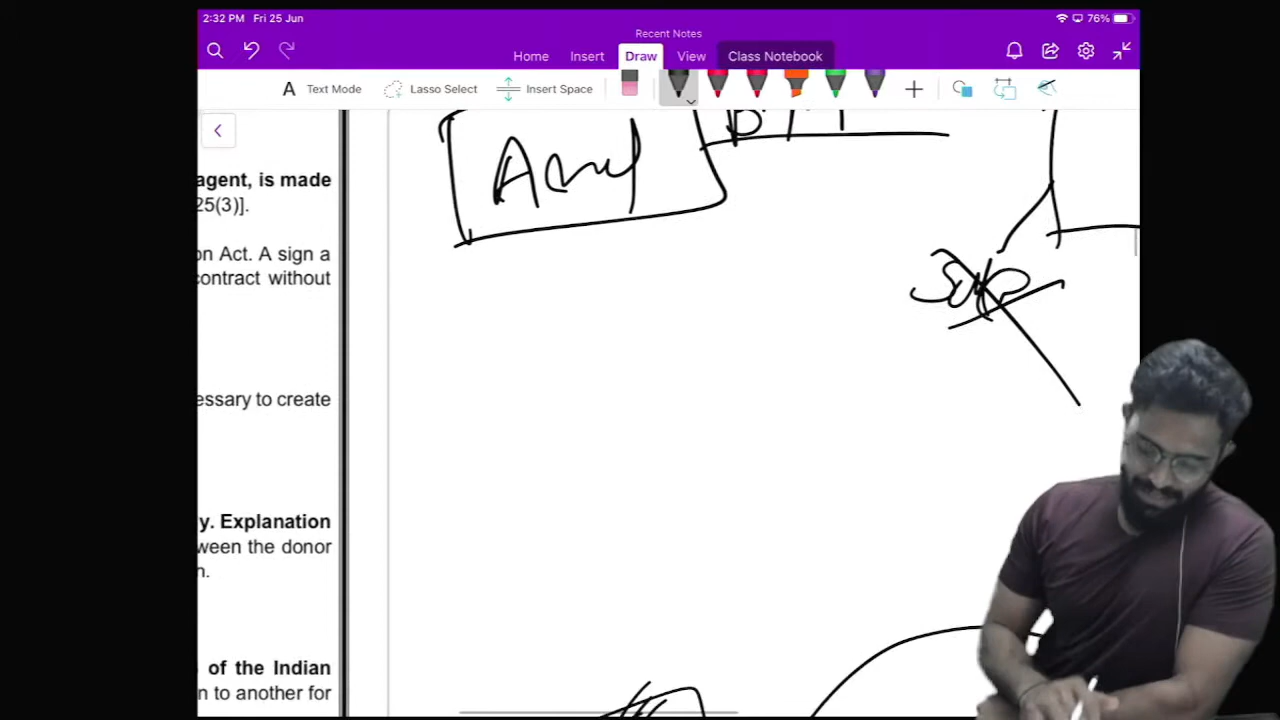 2:32 PM Fri 25 Jun
76%
Recent Notes
Home Insert Draw View Class Notebook
A Text Mode Lasso Select Insert Space
agent, is made
25(3)].
on Act. A sign a
contract without
essary to create
y. Explanation
ween the donor
n.
of the Indian
n to another for